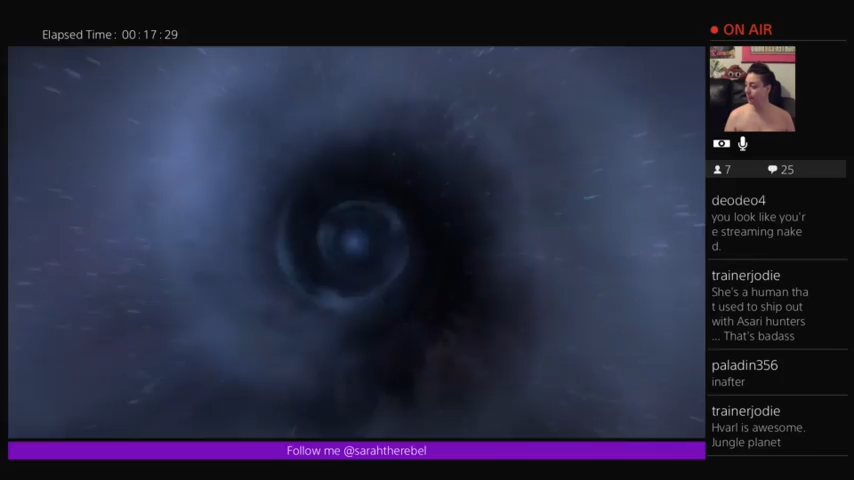 Elapsed Time: 00:17:29
ON AIR
7
25
deodeo4
you look like you'r
e streaming nake
d.
trainerjodie
She's a human tha
t used to ship out
with Asari hunters
... That's badass
paladin356
inafter
trainerjodie
Hvarl is awesome.
Jungle planet
Follow me @sarahtherebel